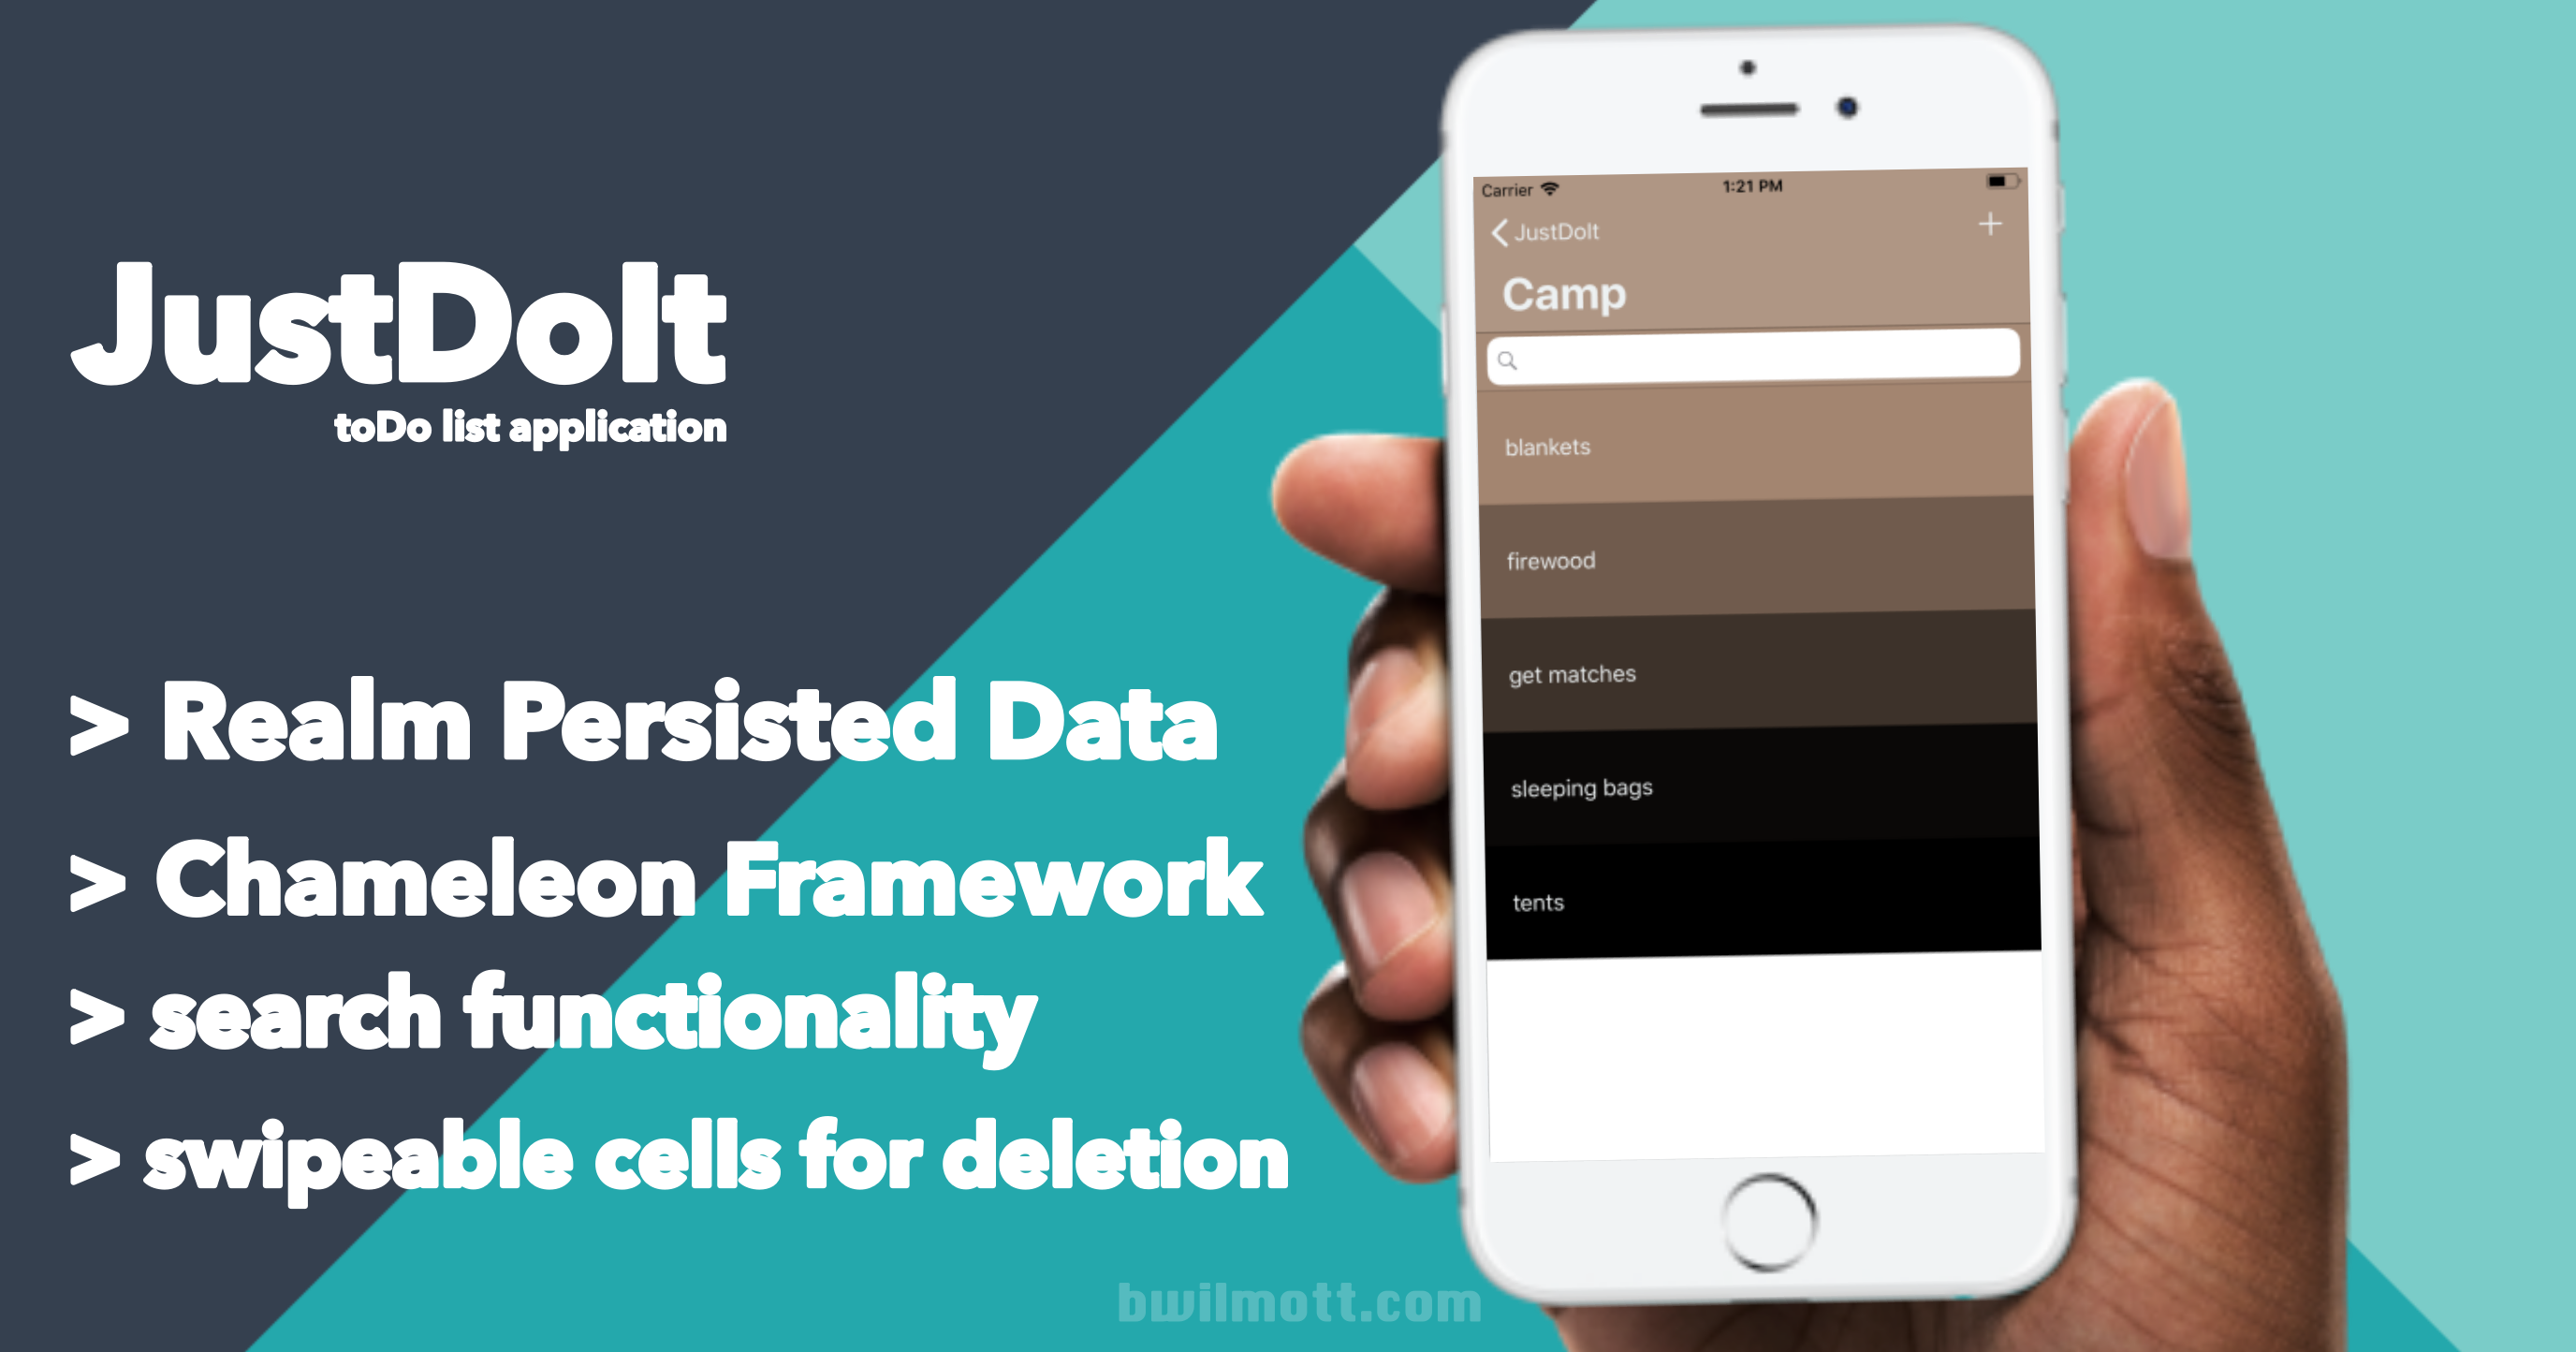 JustDoIt
toDo list application
> Realm Persisted Data
> Chameleon Framework
> search functionality
> swipeable cells for deletion
bwilmott.com
Carrier 1:21 PM
JustDoIt +
Camp
blankets
firewood
get matches
sleeping bags
tents